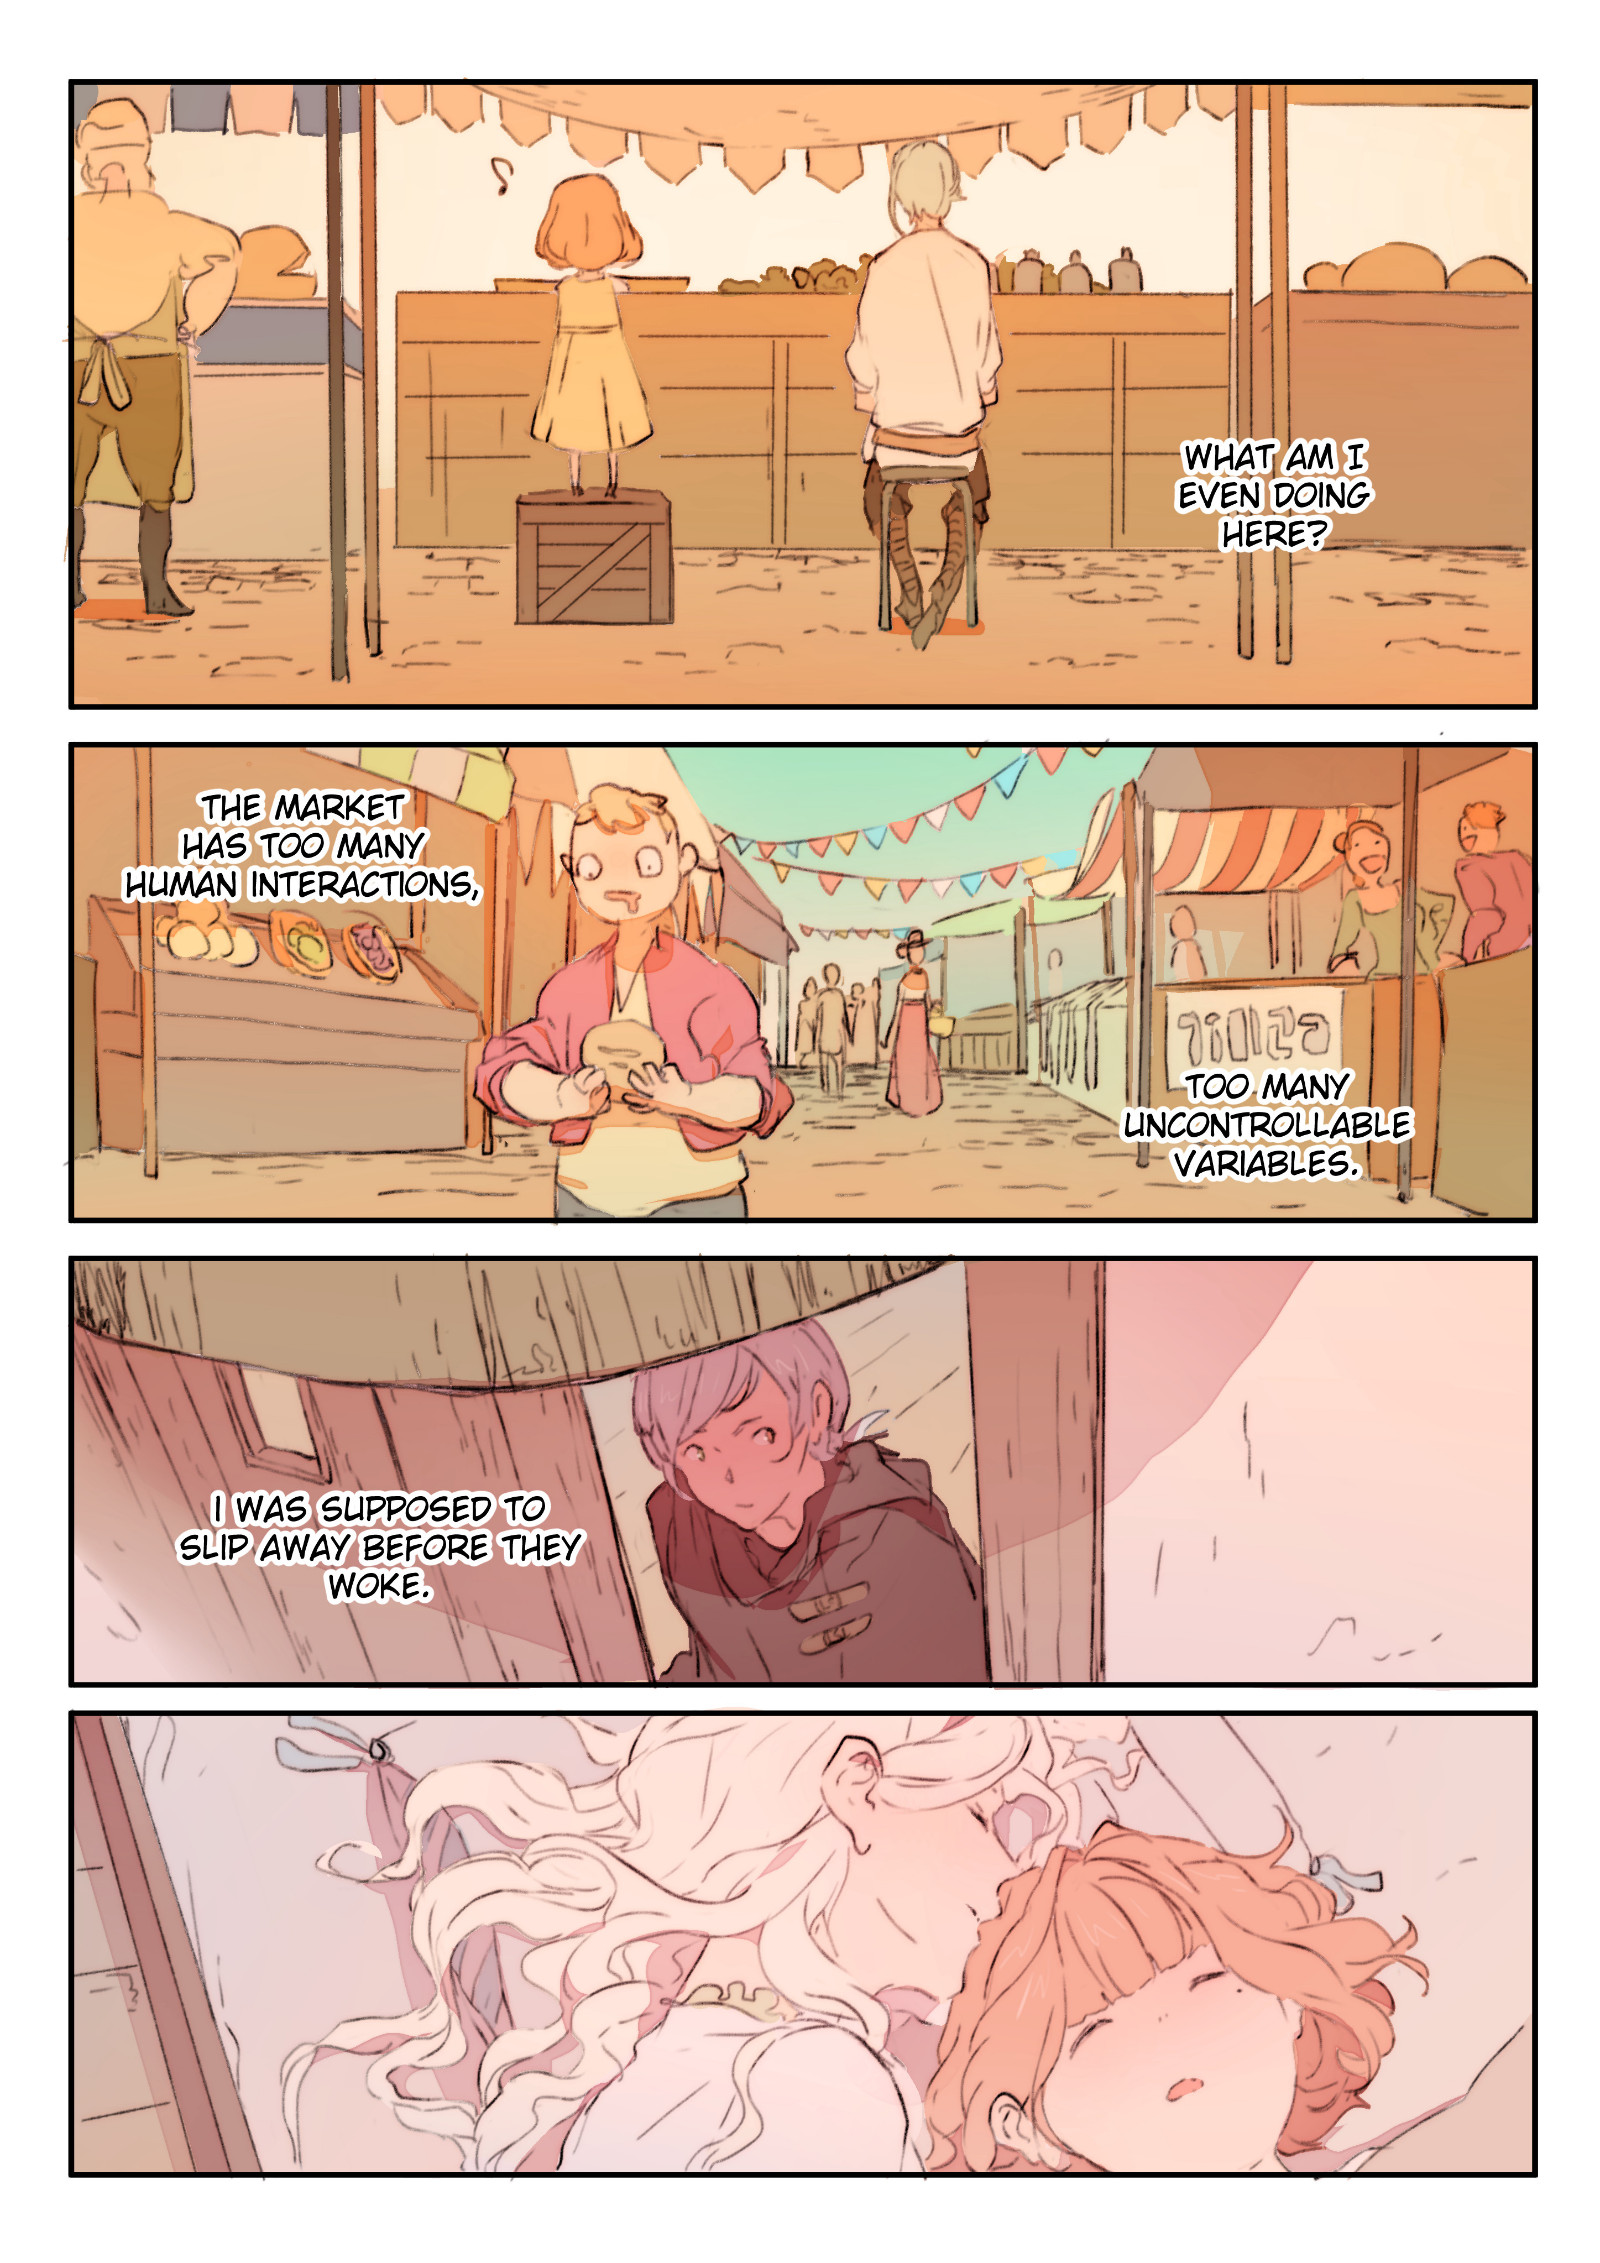 WHAT AM I
EVEN DOING
HERE?
THE MARKET
HAS TOO MANY
HUMAN INTERACTIONS,
TOO MANY
UNCONTROLLABLE
VARIABLES.
I WAS SUPPOSED TO
SLIP AWAY BEFORE THEY
WOKE.